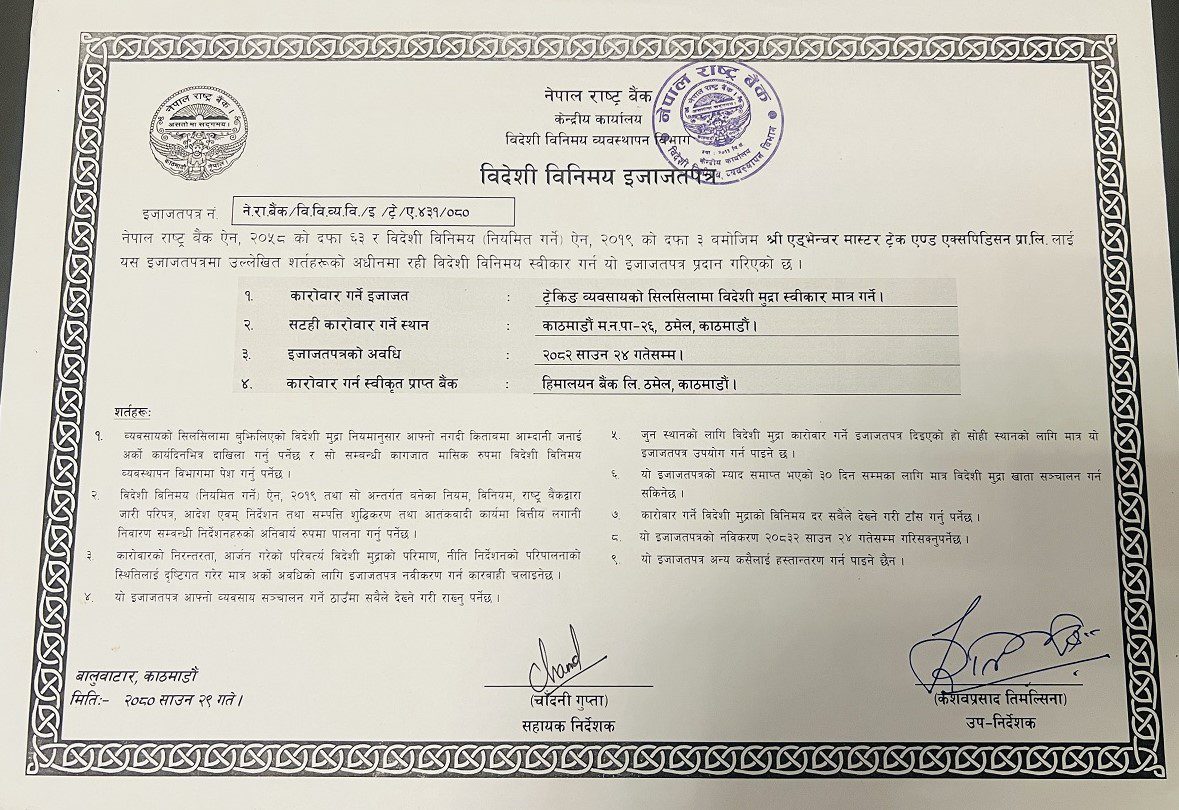 नेपाल राष्ट्र बैंक
केन्द्रीय कार्यालय
विदेशी विनिमय व्यवस्थापन विभाग
विदेशी विनिमय इजाजतपत्र
नेपाल राष्ट्र बैंक।
असतोमा सद्गमय।
नेपाल राष्ट्र बैंक
केन्द्रीय कार्यालय
विदेशी विनिमय व्यवस्थापन विभाग
इजाजतपत्र नं. ने.रा.बैंक/वि.वि.व्य.वि./इ /ट्रे/ए.४३१/०८०
नेपाल राष्ट्र बैंक ऐन, २०५८ को दफा ६३ र विदेशी विनिमय (नियमित गर्ने) ऐन, २०१९ को दफा ३ बमोजिम श्री एड्भेन्चर मास्टर ट्रेक एण्ड एक्सपिडिसन प्रा.लि. लाई
यस इजाजतपत्रमा उल्लेखित शर्तहरूको अधीनमा रही विदेशी विनिमय स्वीकार गर्न यो इजाजतपत्र प्रदान गरिएको छ ।
१. कारोवार गर्ने इजाजत : ट्रेकिङ व्यवसायको सिलसिलामा विदेशी मुद्रा स्वीकार मात्र गर्ने।
२. सटही कारोवार गर्ने स्थान : काठमाडौं म.न.पा-२६, ठमेल, काठमाडौं।
३. इजाजतपत्रको अवधि : २०८२ साउन २४ गतेसम्म।
४. कारोवार गर्न स्वीकृत प्राप्त बैंक : हिमालयन बैंक लि. ठमेल, काठमाडौं।
शर्तहरू:
१. व्यवसायको सिलसिलामा बुझिलिएको विदेशी मुद्रा नियमानुसार आफ्नो नगदी किताबमा आम्दानी जनाई
अर्को कार्यदिनभित्र दाखिला गर्नु पर्नेछ र सो सम्बन्धी कागजात मासिक रुपमा विदेशी विनिमय
व्यवस्थापन विभागमा पेश गर्नु पर्नेछ ।
२. विदेशी विनिमय (नियमित गर्ने) ऐन, २०१९ तथा सो अन्तर्गत बनेका नियम, विनियम, राष्ट्र बैंकद्वारा
जारी परिपत्र, आदेश एवम् निर्देशन तथा सम्पत्ति शुद्धिकरण तथा आतंकवादी कार्यमा वित्तीय लगानी
निवारण सम्बन्धी निर्देशनहरुको अनिवार्य रुपमा पालना गर्नु पर्नेछ ।
३. कारोबारको निरन्तरता, आर्जन गरेको परिवर्त्य विदेशी मुद्राको परिमाण, नीति निर्देशनको परिपालनाको
स्थितिलाई दृष्टिगत गरेर मात्र अर्को अवधिको लागि इजाजतपत्र नवीकरण गर्न कारवाही चलाइनेछ ।
४. यो इजाजतपत्र आफ्नो व्यवसाय सञ्चालन गर्ने ठाउँमा सबैले देख्ने गरी राख्नु पर्नेछ ।
५. जुन स्थानको लागि विदेशी मुद्रा कारोवार गर्ने इजाजतपत्र दिइएको हो सोही स्थानको लागि मात्र यो
इजाजतपत्र उपयोग गर्न पाइने छ ।
६. यो इजाजतपत्रको म्याद समाप्त भएको ३० दिन सम्मका लागि मात्र विदेशी मुद्रा खाता सञ्चालन गर्न
सकिनेछ ।
७. कारोवार गर्ने विदेशी मुद्राको विनिमय दर सबैले देख्ने गरी टाँस गर्नु पर्नेछ ।
८. यो इजाजतपत्रको नविकरण २०८३२ साउन २४ गतेसम्म गरिसक्नुपर्नेछ ।
९. यो इजाजतपत्र अन्य कसैलाई हस्तान्तरण गर्न पाइने छैन ।
बालुवाटार, काठमाडौं
मिति:- २०८० साउन २९ गते।
Chand
(चाँदनी गुप्ता)
सहायक निर्देशक
(केशवप्रसाद तिमल्सिना)
उप-निर्देशक